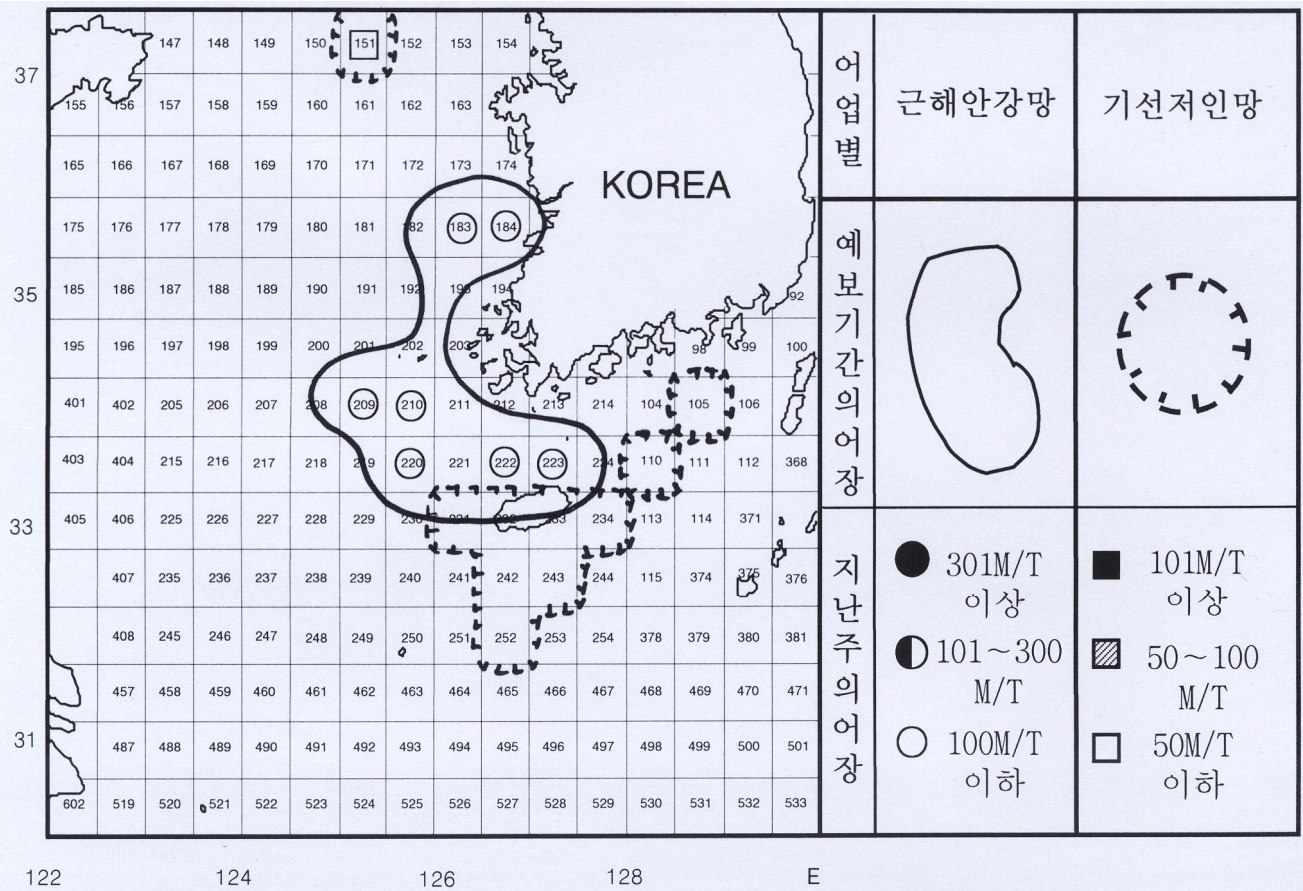 147 148 149 150 151 152 153 154
37
155 156 157 158 159 160 161 162 163
165 166 167 168 169 170 171 172 173 174
KOREA
175 176 177 178 179 180 181 182 183 184
35
185 186 187 188 189 190 191 192 193 194 92
195 196 197 198 199 200 201 202 203 98 99 100
401 402 205 206 207 208 209 210 211 212 213 214 104 105 106
403 404 215 216 217 218 219 220 221 222 223 224 110 111 112 368
33
405 406 225 226 227 228 229 230 231 232 233 234 113 114 371
407 235 236 237 238 239 240 241 242 243 244 115 374 375 376
408 245 246 247 248 249 250 251 252 253 254 378 379 380 381
457 458 459 460 461 462 463 464 465 466 467 468 469 470 471
31
487 488 489 490 491 492 493 494 495 496 497 498 499 500 501
602 519 520 521 522 523 524 525 526 527 528 529 530 531 532 533
122 124 126 128 E
어업별
근해안강망
기선저인망
예보기간의어장
지난주의어장
301M/T
이상
101～300
M/T
100M/T
이하
101M/T
이상
50～100
M/T
50M/T
이하